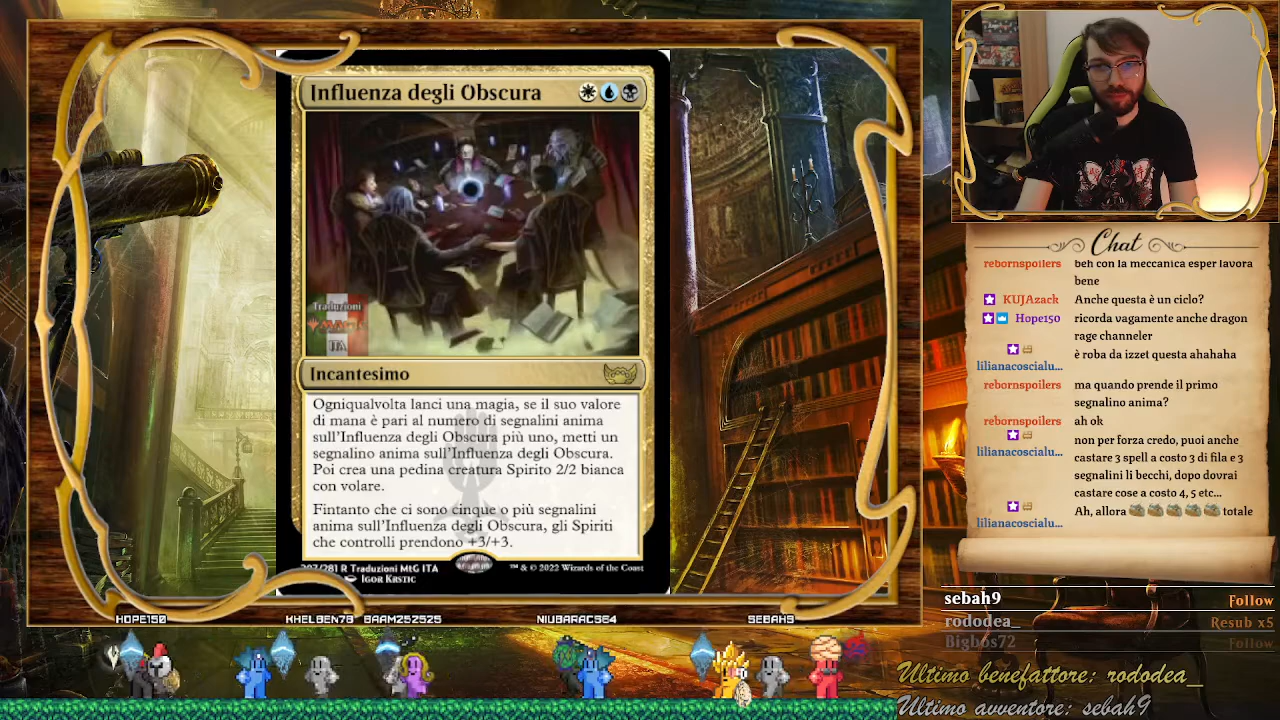 Influenza degli Obscura
Traduzioni
ITA
Incantesimo
Ogniqualvolta lanci una magia, se il suo valore
di mana è pari al numero di segnalini anima
sull'Influenza degli Obscura più uno, metti un
segnalino anima sull'Influenza degli Obscura.
Poi crea una pedina creatura Spirito 2/2 bianca
con volare.
Fintanto che ci sono cinque o più segnalini
anima sull'Influenza degli Obscura, gli Spiriti
che controlli prendono +3/+3.
207/281 R Traduzioni MtG ITA
™ & © 2022 Wizards of the Coast
Igor Krstic
Chat
rebornspoilers beh con la meccanica esper lavora
bene
KUJAzack Anche questa è un ciclo?
Hope150 ricorda vagamente anche dragon
rage channeler
lilianacoscialu... è roba da izzet questa ahahaha
rebornspoilers ma quando prende il primo
segnalino anima?
rebornspoilers ah ok
lilianacoscialu... non per forza credo, puoi anche
castare 3 spell a costo 3 di fila e 3
segnalini li becchi, dopo dovrai
castare cose a costo 4, 5 etc...
lilianacoscialu... Ah, allora totale
sebah9 Follow
rododea_ Resub x5
Bigbos72 Follow
Ultimo benefattore: rododea_
Ultimo avventore: sebah9
HOPE150
KHELBEN78
BAAM252525
NIUBARAC564
SEBAH9